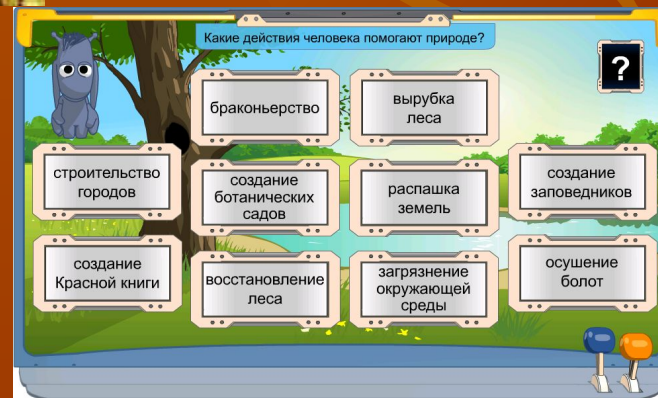 Какие действия человека помогают природе?
?
браконьерство
вырубка
леса
строительство
городов
создание
ботанических
садов
распашка
земель
создание
заповедников
создание
Красной книги
восстановление
леса
загрязнение
окружающей
среды
осушение
болот